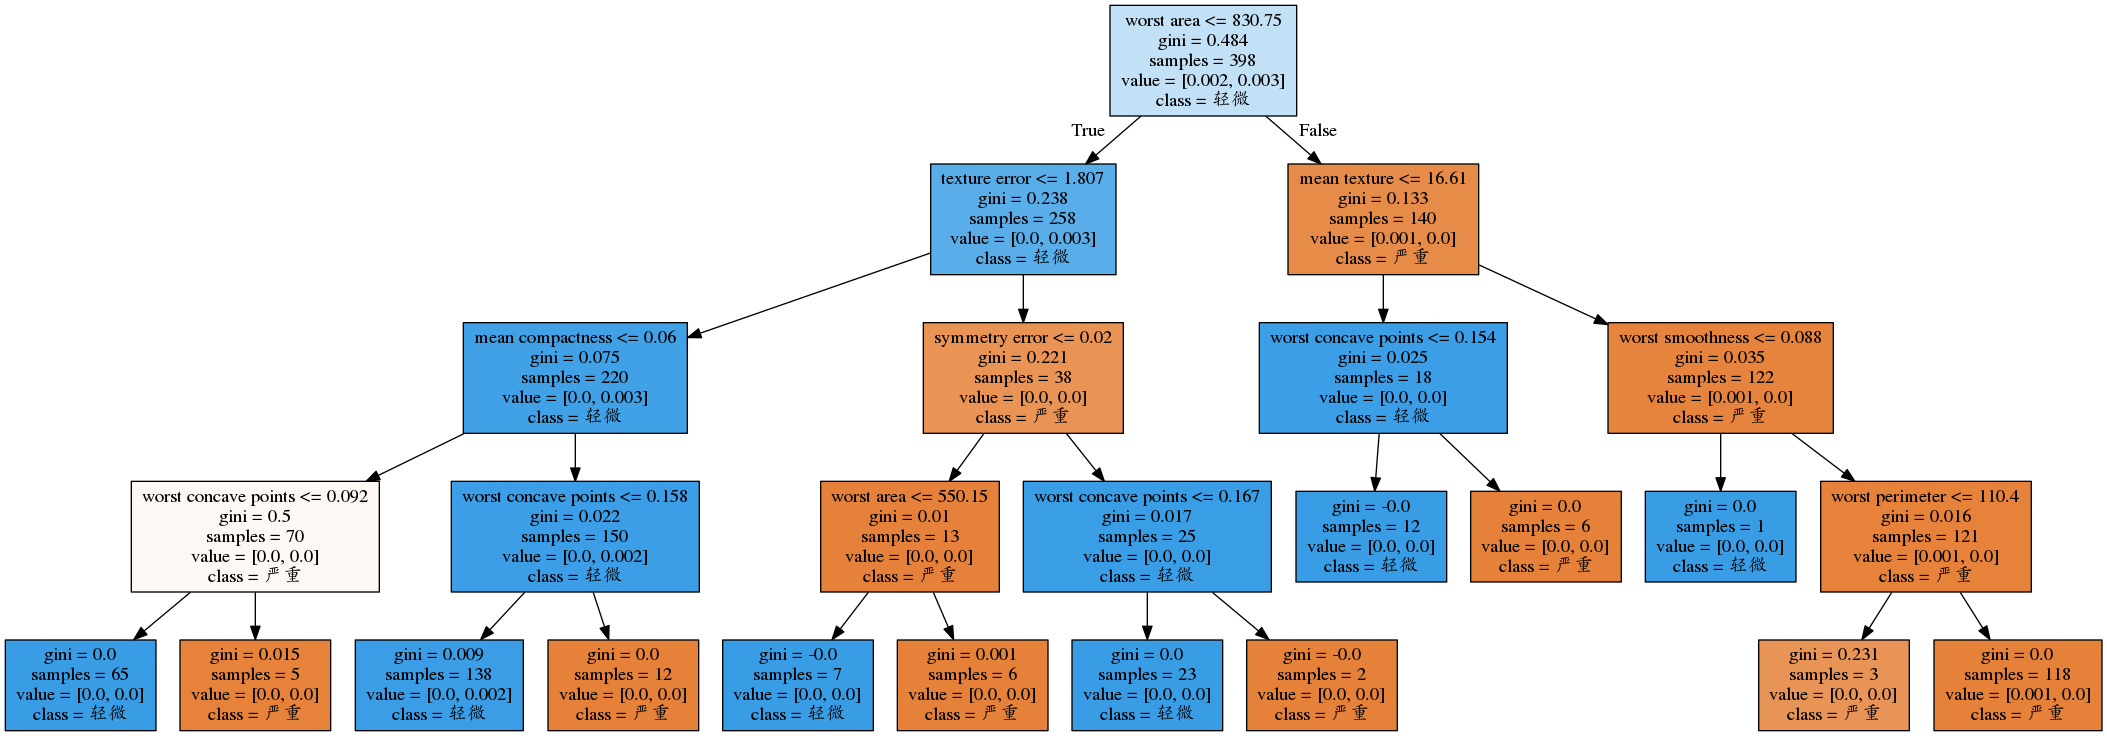 worst area <= 830.75
gini = 0.484
samples = 398
value = [0.002, 0.003]
class = 轻微
True
False
texture error <= 1.807
gini = 0.238
samples = 258
value = [0.0, 0.003]
class = 轻微
mean texture <= 16.61
gini = 0.133
samples = 140
value = [0.001, 0.0]
class = 严重
mean compactness <= 0.06
gini = 0.075
samples = 220
value = [0.0, 0.003]
class = 轻微
symmetry error <= 0.02
gini = 0.221
samples = 38
value = [0.0, 0.0]
class = 严重
worst concave points <= 0.154
gini = 0.025
samples = 18
value = [0.0, 0.0]
class = 轻微
worst smoothness <= 0.088
gini = 0.035
samples = 122
value = [0.001, 0.0]
class = 严重
worst concave points <= 0.092
gini = 0.5
samples = 70
value = [0.0, 0.0]
class = 严重
worst concave points <= 0.158
gini = 0.022
samples = 150
value = [0.0, 0.002]
class = 轻微
worst area <= 550.15
gini = 0.01
samples = 13
value = [0.0, 0.0]
class = 严重
worst concave points <= 0.167
gini = 0.017
samples = 25
value = [0.0, 0.0]
class = 轻微
gini = -0.0
samples = 12
value = [0.0, 0.0]
class = 轻微
gini = 0.0
samples = 6
value = [0.0, 0.0]
class = 严重
gini = 0.0
samples = 1
value = [0.0, 0.0]
class = 轻微
worst perimeter <= 110.4
gini = 0.016
samples = 121
value = [0.001, 0.0]
class = 严重
gini = 0.0
samples = 65
value = [0.0, 0.0]
class = 轻微
gini = 0.015
samples = 5
value = [0.0, 0.0]
class = 严重
gini = 0.009
samples = 138
value = [0.0, 0.002]
class = 轻微
gini = 0.0
samples = 12
value = [0.0, 0.0]
class = 严重
gini = -0.0
samples = 7
value = [0.0, 0.0]
class = 轻微
gini = 0.001
samples = 6
value = [0.0, 0.0]
class = 严重
gini = 0.0
samples = 23
value = [0.0, 0.0]
class = 轻微
gini = -0.0
samples = 2
value = [0.0, 0.0]
class = 严重
gini = 0.231
samples = 3
value = [0.0, 0.0]
class = 严重
gini = 0.0
samples = 118
value = [0.001, 0.0]
class = 严重